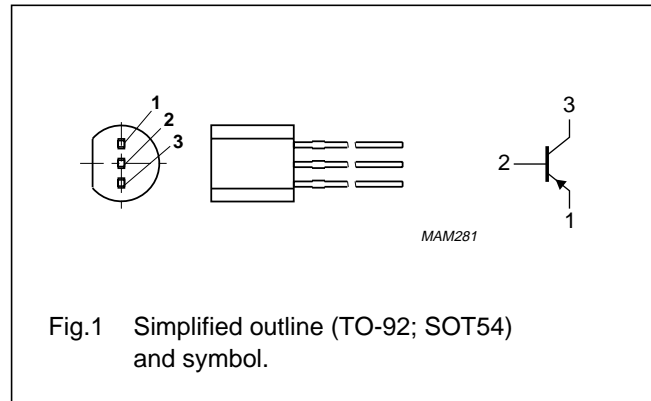 1
2
3
3
2
1
MAM281
Fig.1 Simplified outline (TO-92; SOT54)
and symbol.